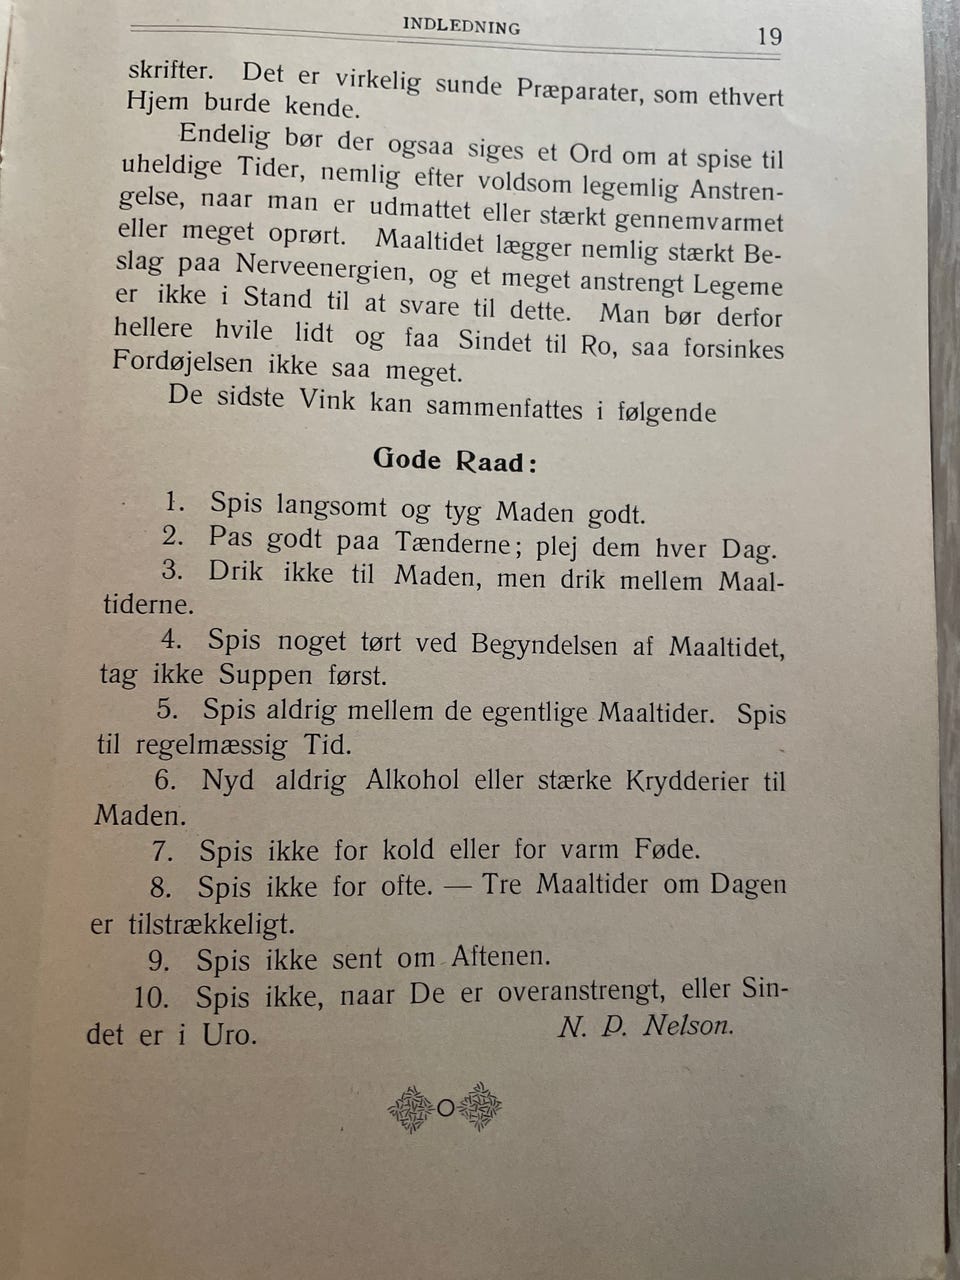 INDLEDNING 19
skrifter. Det er virkelig sunde Præparater, som ethvert
Hjem burde kende.
Endelig bør der ogsaa siges et Ord om at spise til
uheldige Tider, nemlig efter voldsom legemlig Anstren-
gelse, naar man er udmattet eller stærkt gennemvarmet
eller meget oprørt. Maaltidet lægger nemlig stærkt Be-
slag paa Nerveenergien, og et meget anstrengt Legeme
er ikke i Stand til at svare til dette. Man bør derfor
hellere hvile lidt og faa Sindet til Ro, saa forsinkes
Fordøjelsen ikke saa meget.
De sidste Vink kan sammenfattes i følgende
Gode Raad:
1. Spis langsomt og tyg Maden godt.
2. Pas godt paa Tænderne; plej dem hver Dag.
3. Drik ikke til Maden, men drik mellem Maal-
tiderne.
4. Spis noget tørt ved Begyndelsen af Maaltidet,
tag ikke Suppen først.
5. Spis aldrig mellem de egentlige Maaltider. Spis
til regelmæssig Tid.
6. Nyd aldrig Alkohol eller stærke Krydderier til
Maden.
7. Spis ikke for kold eller for varm Føde.
8. Spis ikke for ofte. — Tre Maaltider om Dagen
er tilstrækkeligt.
9. Spis ikke sent om Aftenen.
10. Spis ikke, naar De er overanstrengt, eller Sin-
det er i Uro. N. P. Nelson.